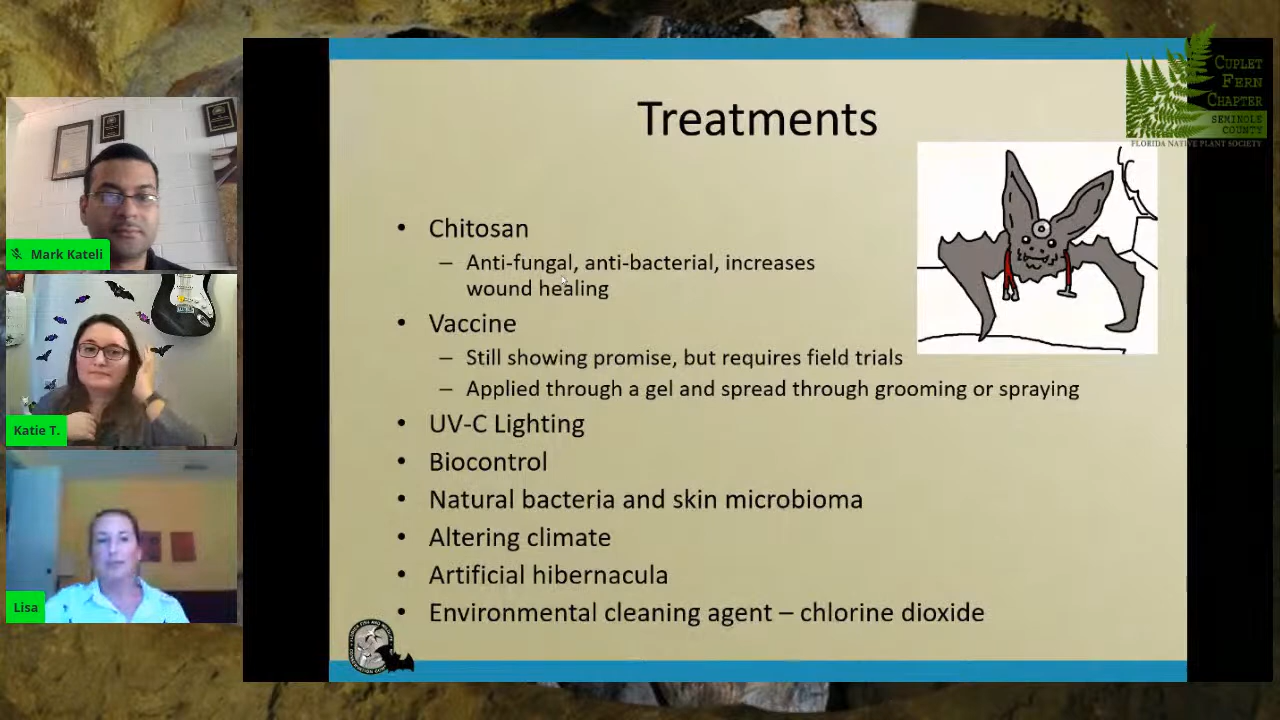 Treatments
CUPLET
FERN
CHAPTER
SEMINOLE
COUNTY
FLORIDA NATIVE PLANT SOCIETY
• Chitosan
– Anti-fungal, anti-bacterial, increases
wound healing
• Vaccine
– Still showing promise, but requires field trials
– Applied through a gel and spread through grooming or spraying
• UV-C Lighting
• Biocontrol
• Natural bacteria and skin microbioma
• Altering climate
• Artificial hibernacula
• Environmental cleaning agent – chlorine dioxide
Mark Kateli
Katie T.
Lisa